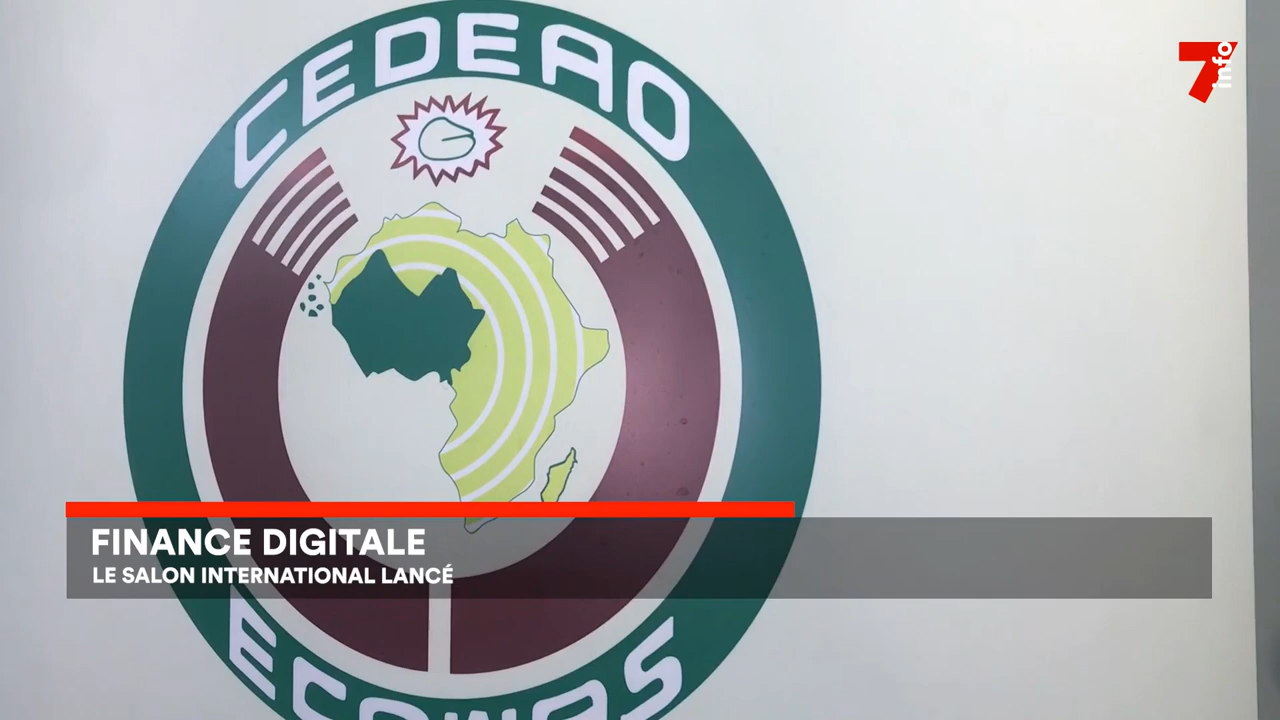 CEDEAO
7info
FINANCE DIGITALE
LE SALON INTERNATIONAL LANCÉ
ECOWAS